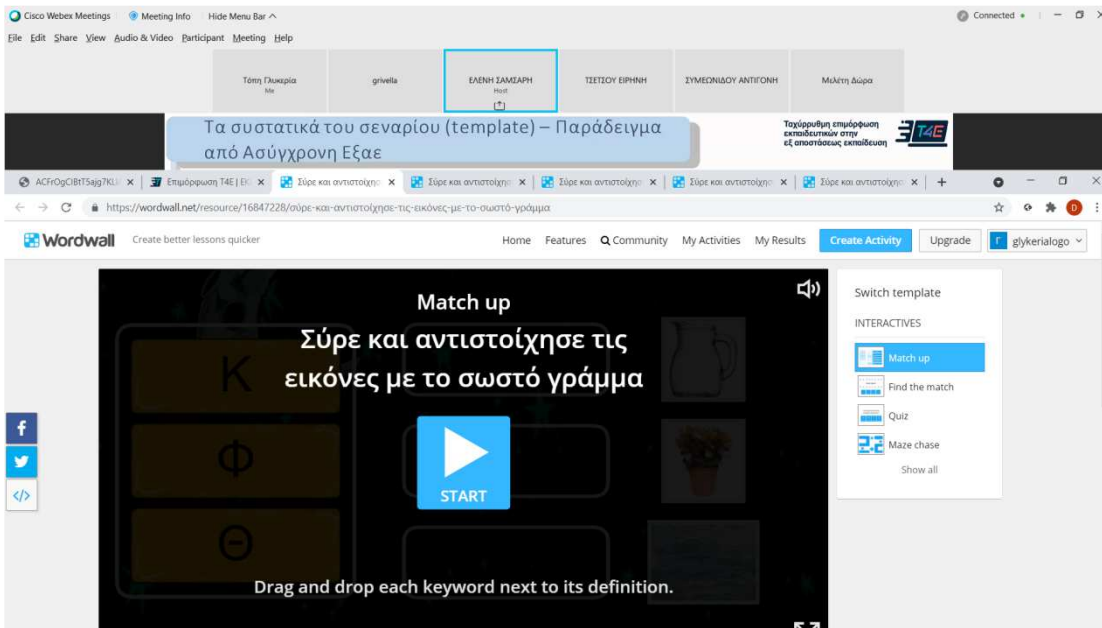 Cisco Webex Meetings Meeting Info Hide Menu Bar Connected
File Edit Share View Audio & Video Participant Meeting Help
Τόπη Γλυκερία grivella ΕΛΕΝΗ ΣΑΜΣΑΡΗ ΤΣΕΤΣΟΥ ΕΙΡΗΝΗ ΣΥΜΕΩΝΙΔΟΥ ΑΝΤΙΓΟΝΗ Μελέτη Δώρα
Me Host
Τα συστατικά του σεναρίου (template) – Παράδειγμα
από Ασύγχρονη Εξαε
Ταχύρρυθμη επιμόρφωση
εκπαιδευτικών στην
εξ αποστάσεως εκπαίδευση
T4E
Επιμόρφωση T4E | Σύρε και αντιστοίχησ Σύρε και αντιστοίχησ Σύρε και αντιστοίχησ Σύρε και αντιστοίχησ Σύρε και αντιστοίχησ
https://wordwall.net/resource/16847228/σύρε-και-αντιστοίχησε-τις-εικόνες-με-το-σωστό-γράμμα
Wordwall Create better lessons quicker Home Features Community My Activities My Results Create Activity Upgrade Γ glykerialogo
Match up
Σύρε και αντιστοίχησε τις
εικόνες με το σωστό γράμμα
START
Drag and drop each keyword next to its definition.
Κ
Φ
Θ
Switch template
INTERACTIVES
Match up
Find the match
Quiz
Maze chase
Show all